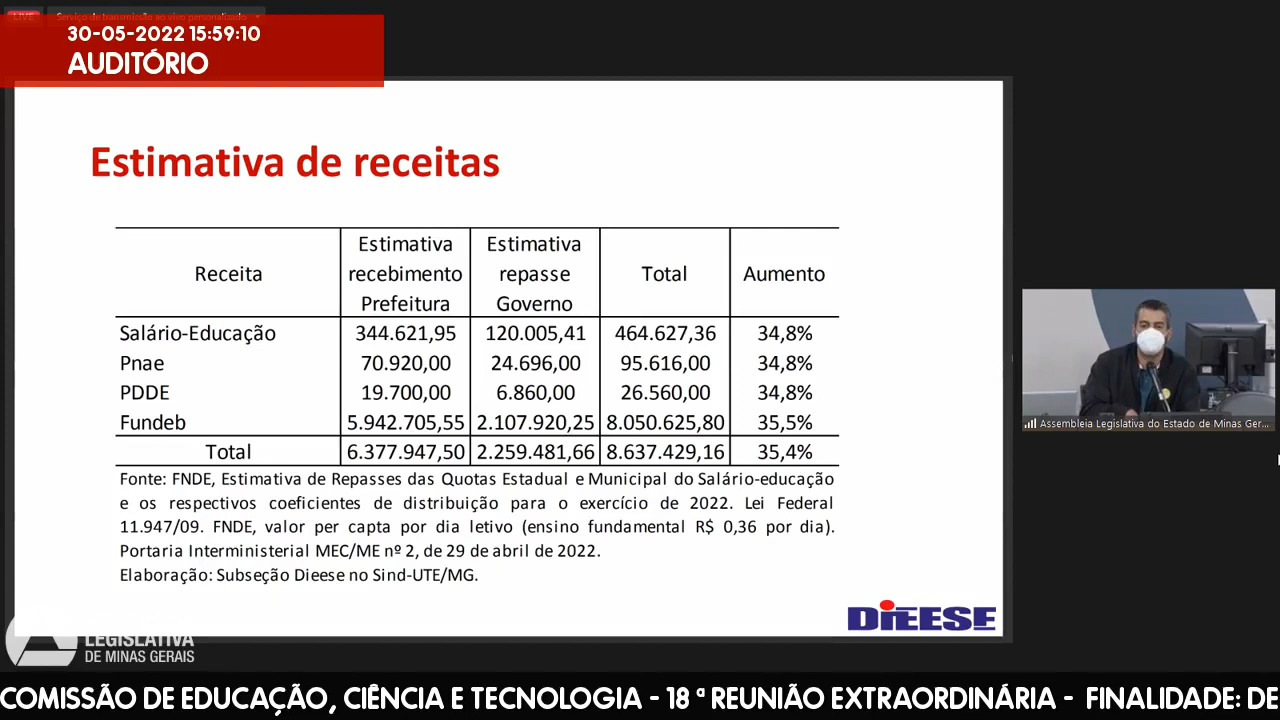 LIVE Serviço de transmissão ao vivo personalizado
30-05-2022 15:59:10
AUDITÓRIO
Estimativa de receitas
Receita Estimativa recebimento Prefeitura Estimativa repasse Governo Total Aumento
Salário-Educação 344.621,95 120.005,41 464.627,36 34,8%
Pnae 70.920,00 24.696,00 95.616,00 34,8%
PDDE 19.700,00 6.860,00 26.560,00 34,8%
Fundeb 5.942.705,55 2.107.920,25 8.050.625,80 35,5%
Total 6.377.947,50 2.259.481,66 8.637.429,16 35,4%
Fonte: FNDE, Estimativa de Repasses das Quotas Estadual e Municipal do Salário-educação
e os respectivos coeficientes de distribuição para o exercício de 2022. Lei Federal
11.947/09. FNDE, valor per capta por dia letivo (ensino fundamental R$ 0,36 por dia).
Portaria Interministerial MEC/ME nº 2, de 29 de abril de 2022.
Elaboração: Subseção Dieese no Sind-UTE/MG.
DIEESE
Assembleia Legislativa do Estado de Minas Ger...
LEGISLATIVA
DE MINAS GERAIS
COMISSÃO DE EDUCAÇÃO, CIÊNCIA E TECNOLOGIA - 18 ª REUNIÃO EXTRAORDINÁRIA - FINALIDADE: DE